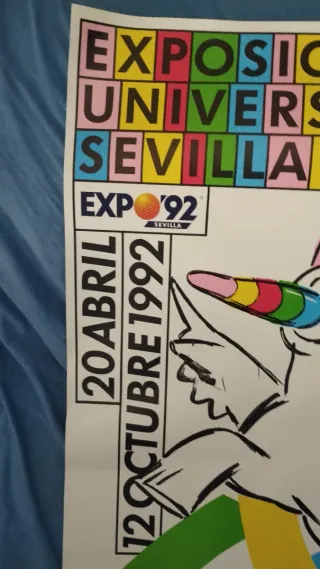 EXPOSIC
UNIVERS
SEVILLA
EXPO'92
SEVILLA
20 ABRIL
12 OCTUBRE 1992